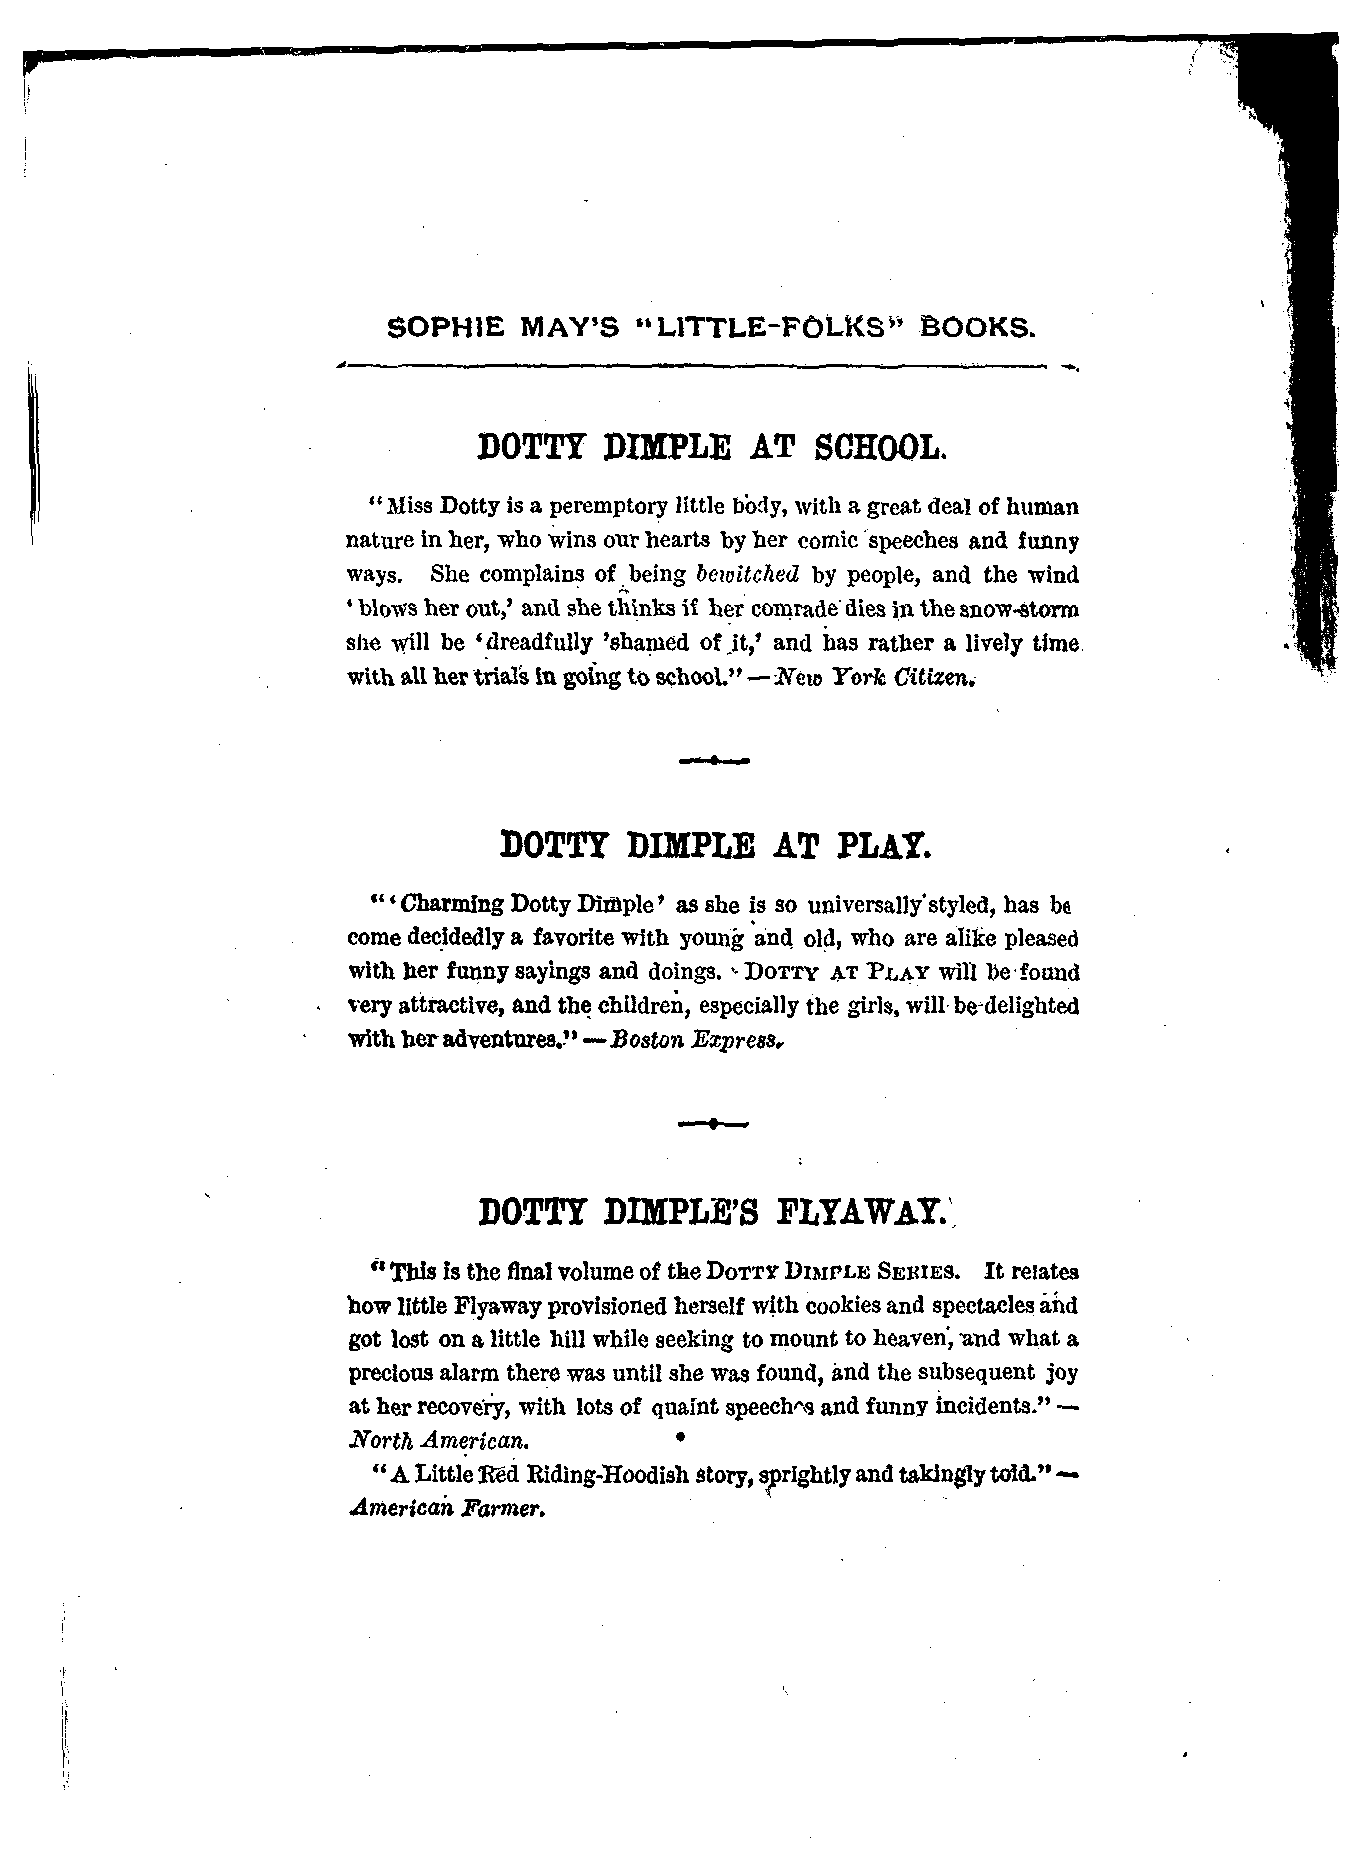 SOPHIE MAY'S "LITTLE-FOLKS" BOOKS.
DOTTY DIMPLE AT SCHOOL.
"Miss Dotty is a peremptory little body, with a great deal of human
nature in her, who wins our hearts by her comic speeches and funny
ways. She complains of being bewitched by people, and the wind
'blows her out,' and she thinks if her comrade dies in the snow-storm
she will be 'dreadfully 'shamed of it,' and has rather a lively time
with all her trials in going to school." — New York Citizen.
DOTTY DIMPLE AT PLAY.
"'Charming Dotty Dimple' as she is so universally styled, has be
come decidedly a favorite with young and old, who are alike pleased
with her funny sayings and doings. DOTTY AT PLAY will be found
very attractive, and the children, especially the girls, will be delighted
with her adventures." — Boston Express.
DOTTY DIMPLE'S FLYAWAY.
"This is the final volume of the DOTTY DIMPLE SERIES. It relates
how little Flyaway provisioned herself with cookies and spectacles and
got lost on a little hill while seeking to mount to heaven, and what a
precious alarm there was until she was found, and the subsequent joy
at her recovery, with lots of quaint speeches and funny incidents." —
North American.
"A Little Red Riding-Hoodish story, sprightly and takingly told." —
American Farmer.